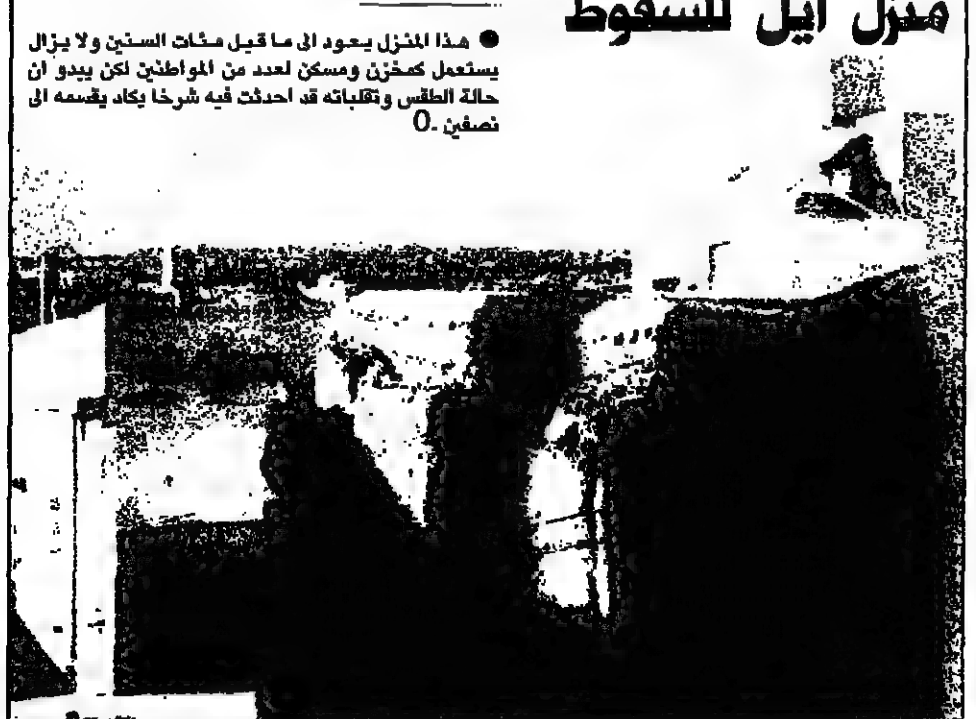 منزل آيل للسقوط
● هذا المنزل يعود الى ما قبل مئات السنين ولا يزال
يستعمل كمخزن ومسكن لعدد من المواطنين لكن يبدو ان
حالة الطقس وتقلباته قد احدثت فيه شرخا يكاد يقسمه الى
نصفين .O